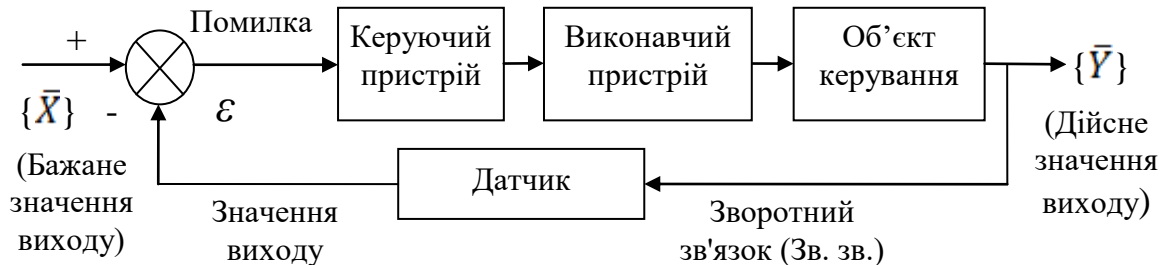 +
Помилка
Керуючий
пристрій
Виконавчий
пристрій
Об’єкт
керування
{X̄}
-
ε
{Ȳ}
(Бажане
значення
виходу)
(Дійсне
значення
виходу)
Датчик
Значення
виходу
Зворотний
зв'язок (Зв. зв.)